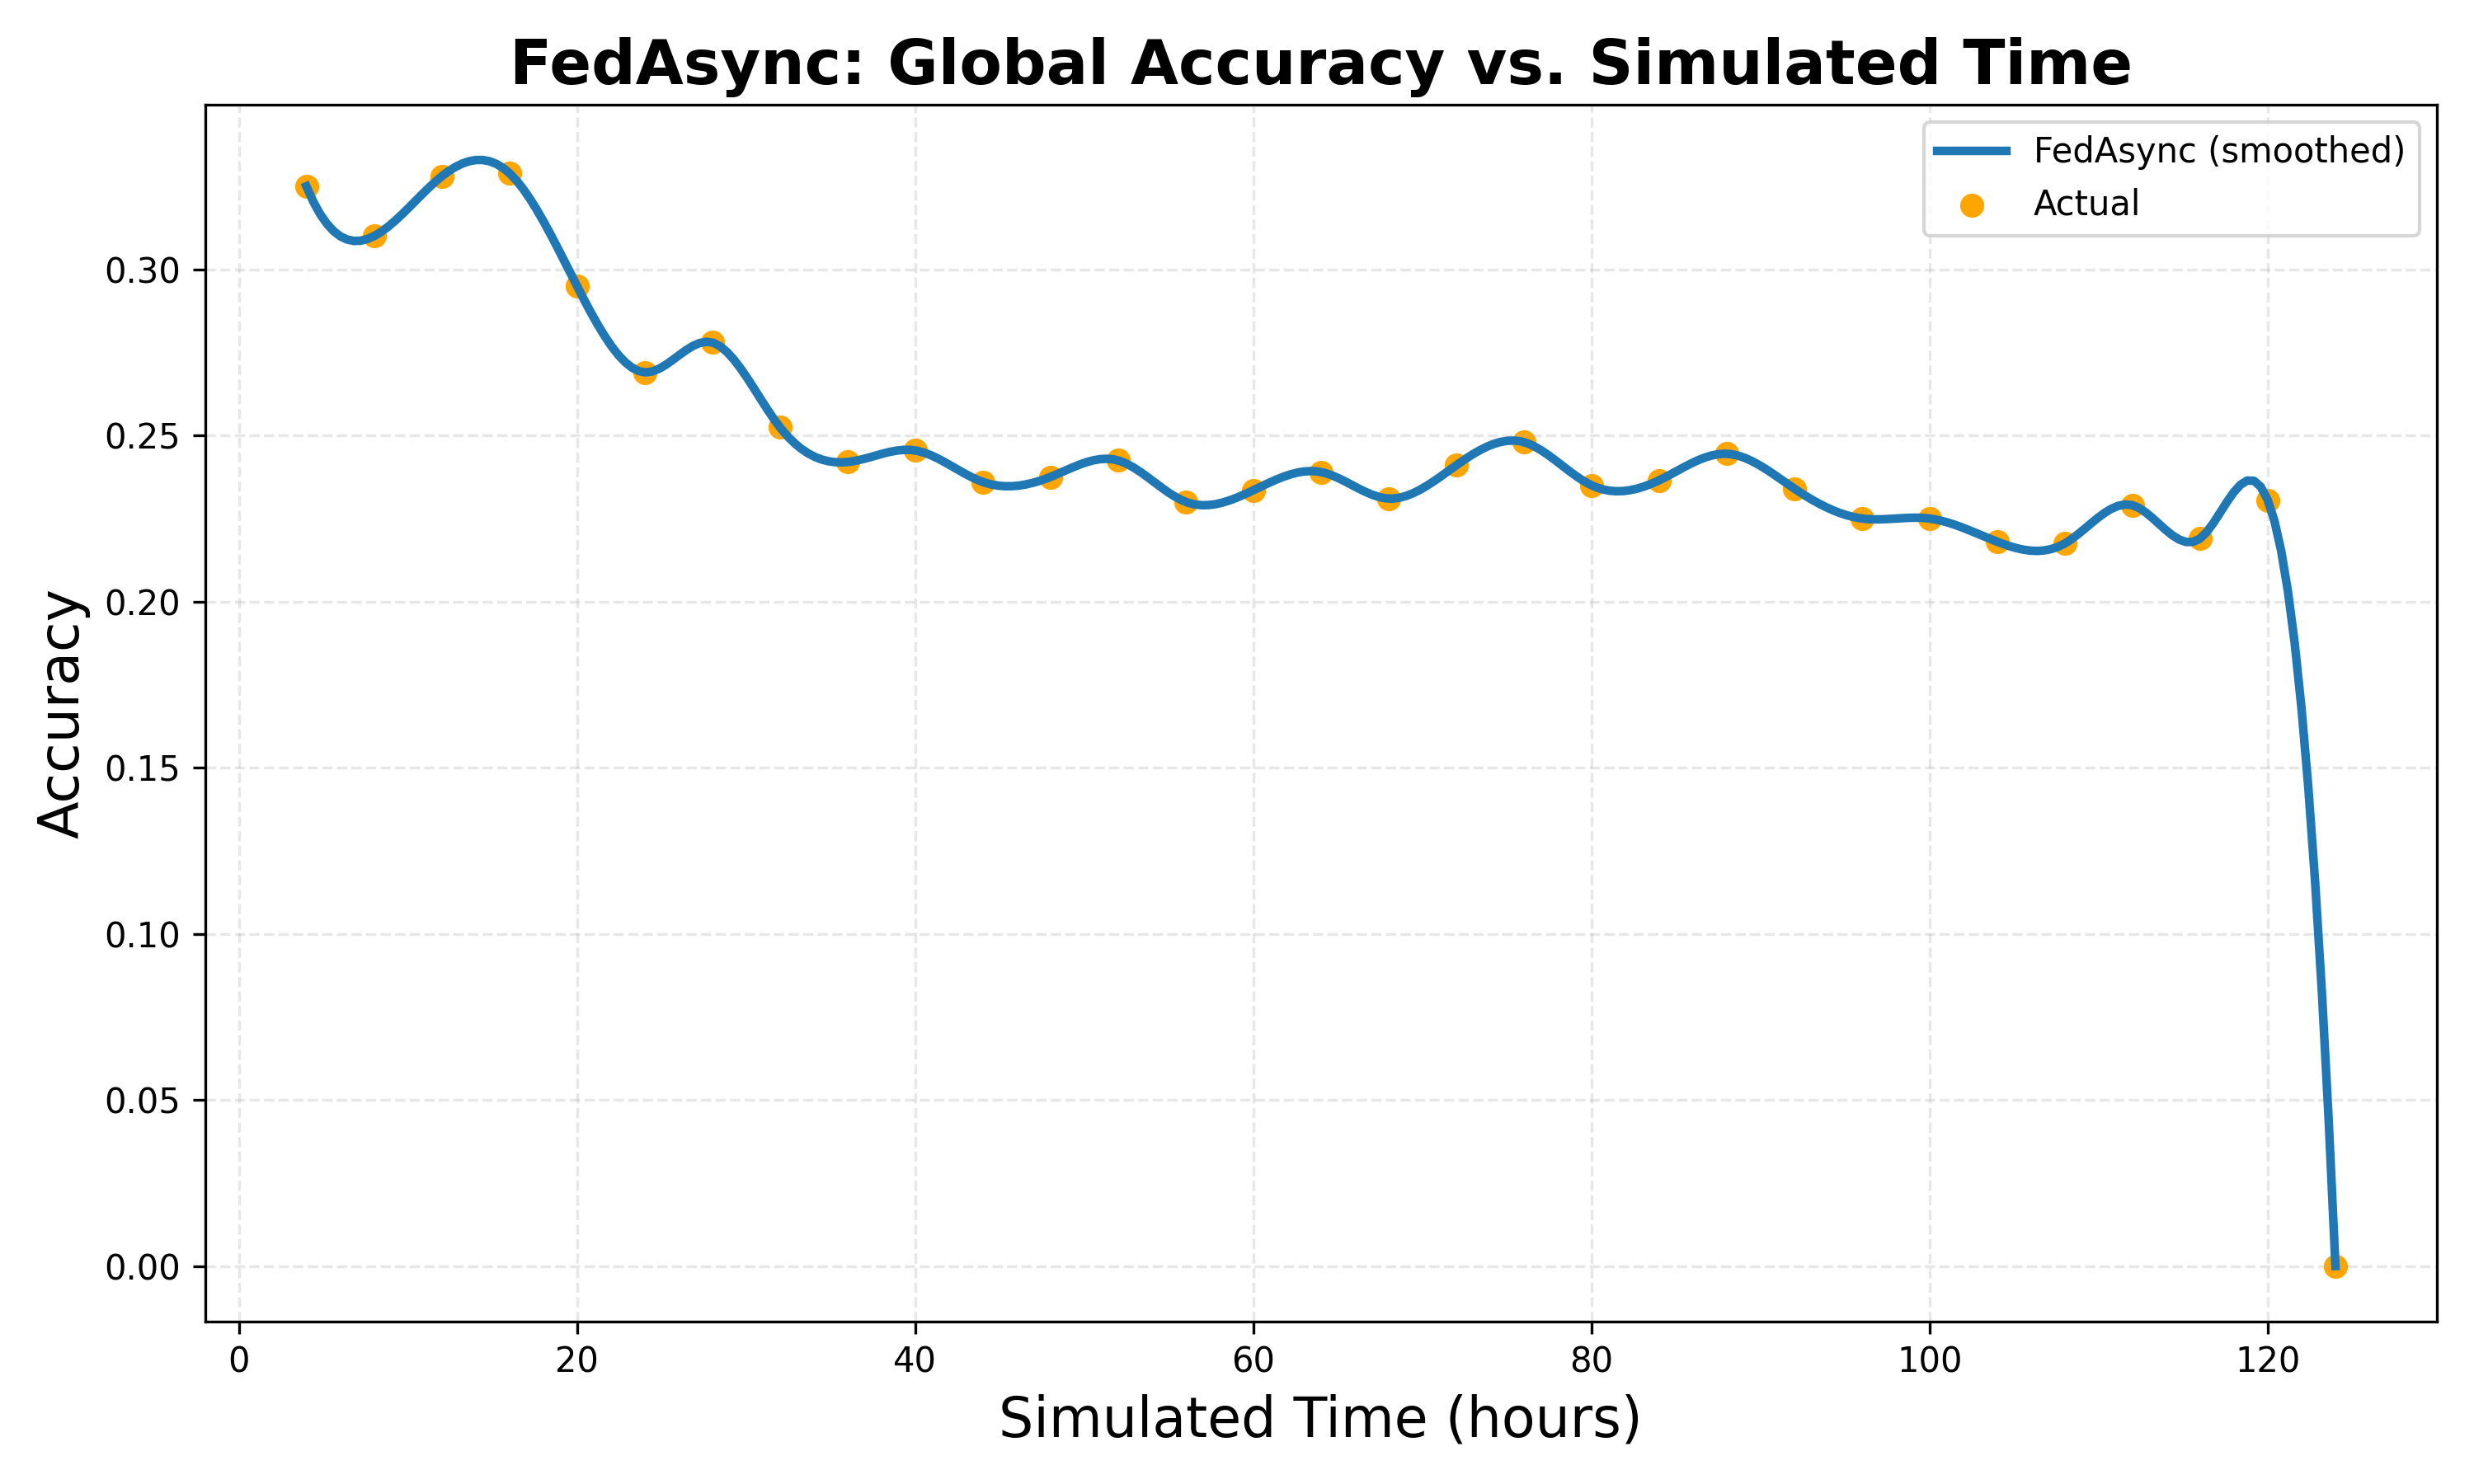 FedAsync: Global Accuracy vs. Simulated Time
FedAsync (smoothed)
Actual
Accuracy
0.30
0.25
0.20
0.15
0.10
0.05
0.00
0 20 40 60 80 100 120
Simulated Time (hours)